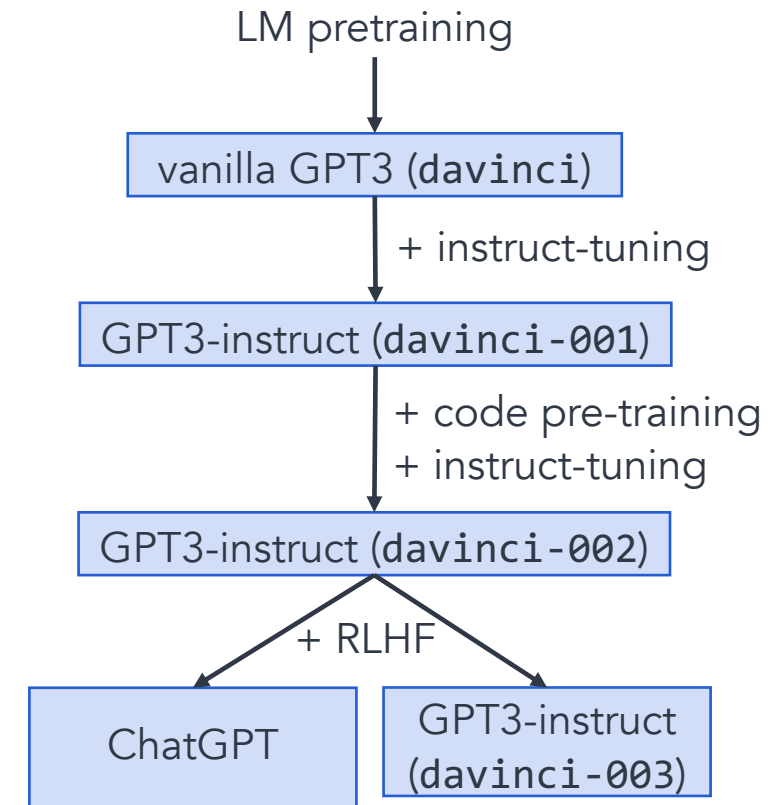 LM pretraining
vanilla GPT3 (davinci)
+ instruct-tuning
GPT3-instruct (davinci-001)
+ code pre-training
+ instruct-tuning
GPT3-instruct (davinci-002)
+ RLHF
ChatGPT
GPT3-instruct
(davinci-003)